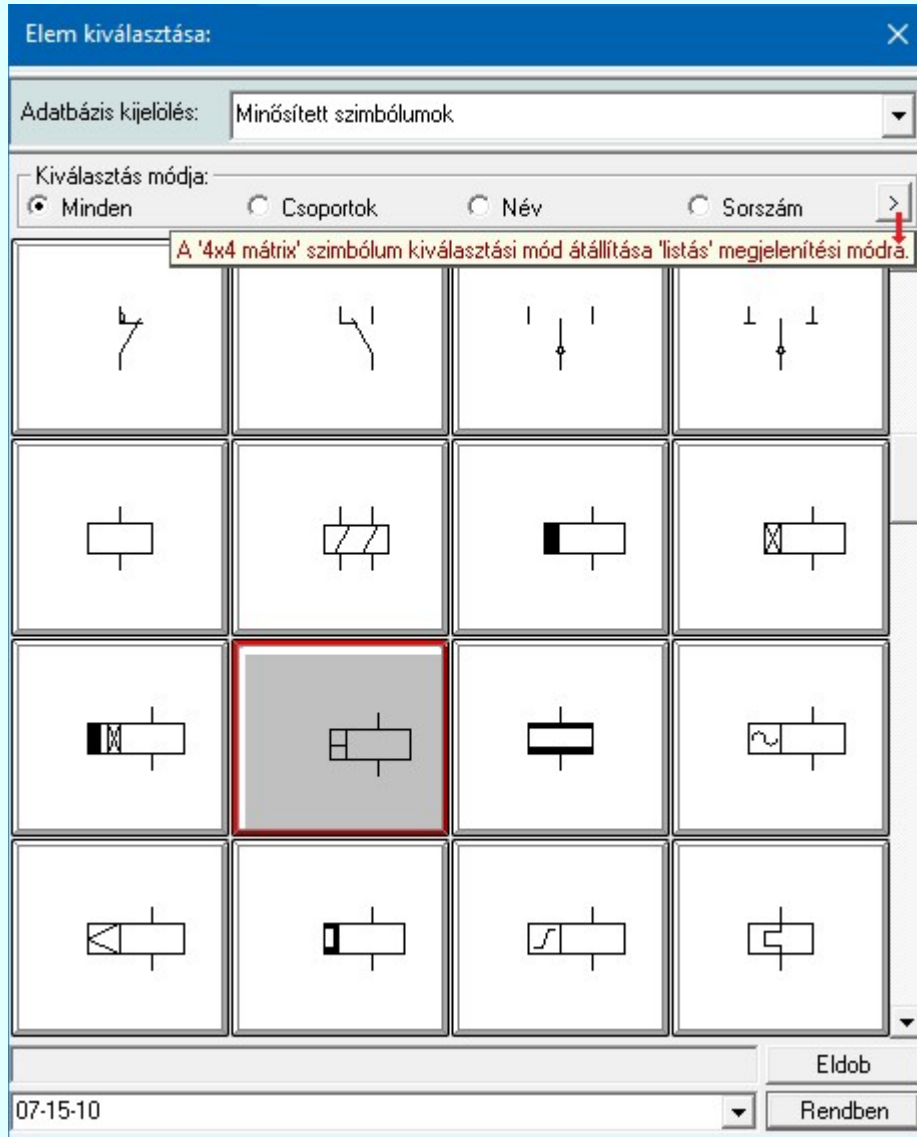 Elem kiválasztása:
Adatbázis kijelölés:
Minősített szimbólumok
Kiválasztás módja:
Minden
Csoportok
Név
Sorszám
>
A '4x4 mátrix' szimbólum kiválasztási mód átállítása 'listás' megjelenítési módra.
Eldob
07-15-10
Rendben